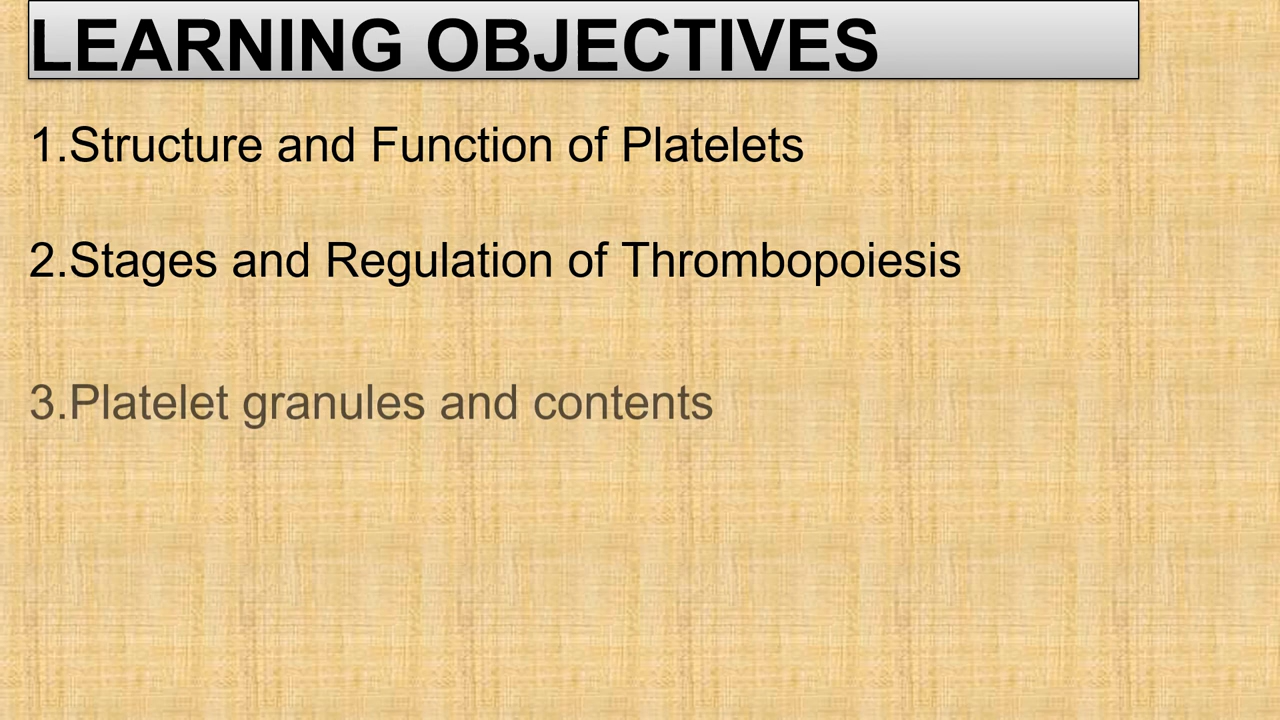 LEARNING OBJECTIVES
1.Structure and Function of Platelets
2.Stages and Regulation of Thrombopoiesis
3.Platelet granules and contents